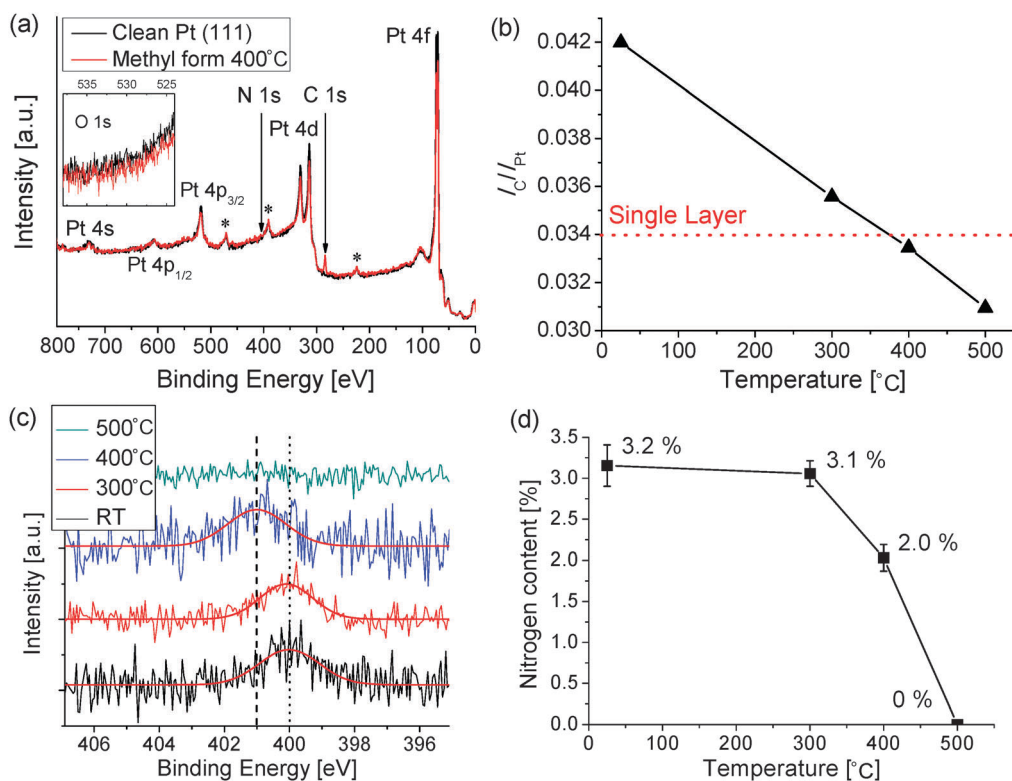 (a)
Clean Pt (111)
Methyl form 400°C
535 530 525
O 1s
N 1s
C 1s
Pt 4f
Pt 4d
Pt 4p3/2
*
*
*
Pt 4s
Pt 4p1/2
Intensity [a.u.]
800 700 600 500 400 300 200 100 0
Binding Energy [eV]
(b)
0.042
0.040
0.038
0.036
0.034
0.032
0.030
IC/IPt
Single Layer
0 100 200 300 400 500
Temperature [°C]
(c)
500°C
400°C
300°C
RT
Intensity [a.u.]
406 404 402 400 398 396
Binding Energy [eV]
(d)
3.5
3.0
2.5
2.0
1.5
1.0
0.5
0.0
Nitrogen content [%]
3.2 %
3.1 %
2.0 %
0 %
0 100 200 300 400 500
Temperature [°C]